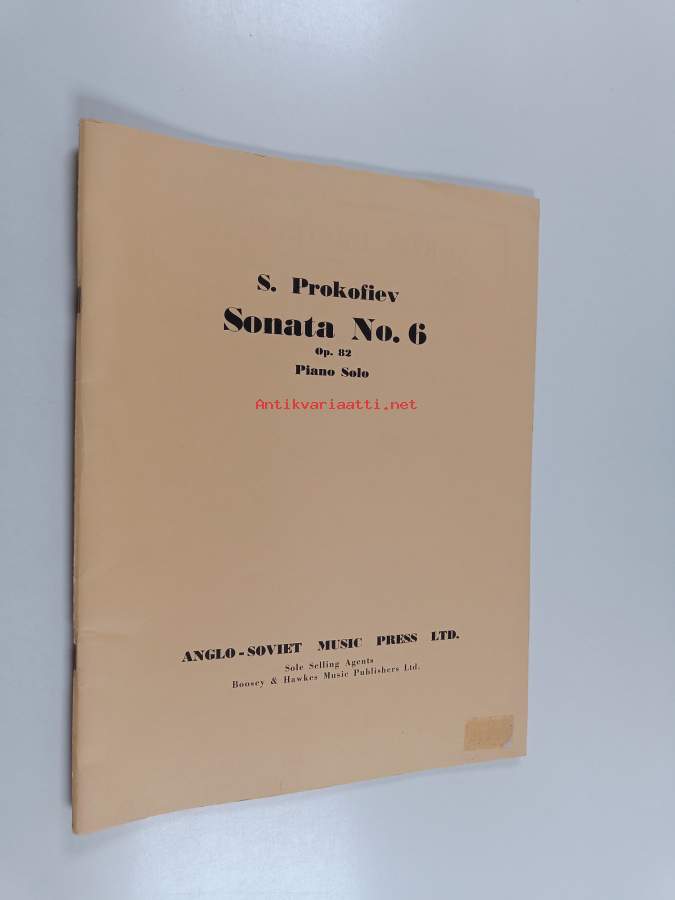 S. Prokofiev
Sonata No. 6
Op. 82
Piano Solo
Antikvariaatti.net
ANGLO-SOVIET MUSIC PRESS LTD.
Sole Selling Agents
Boosey & Hawkes Music Publishers Ltd.